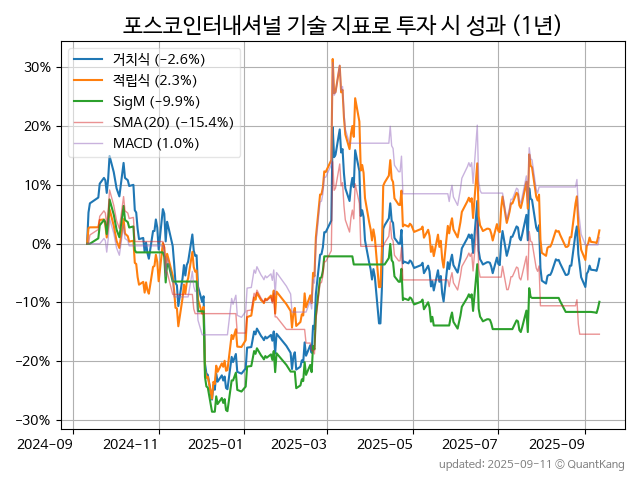 포스코인터내셔널 기술 지표로 투자 시 성과 (1년)
거치식 (−2.6%)
적립식 (2.3%)
SigM (−9.9%)
SMA(20) (−15.4%)
MACD (1.0%)
30%
20%
10%
0%
−10%
−20%
−30%
2024-09 2024-11 2025-01 2025-03 2025-05 2025-07 2025-09
updated: 2025-09-11 © QuantKang